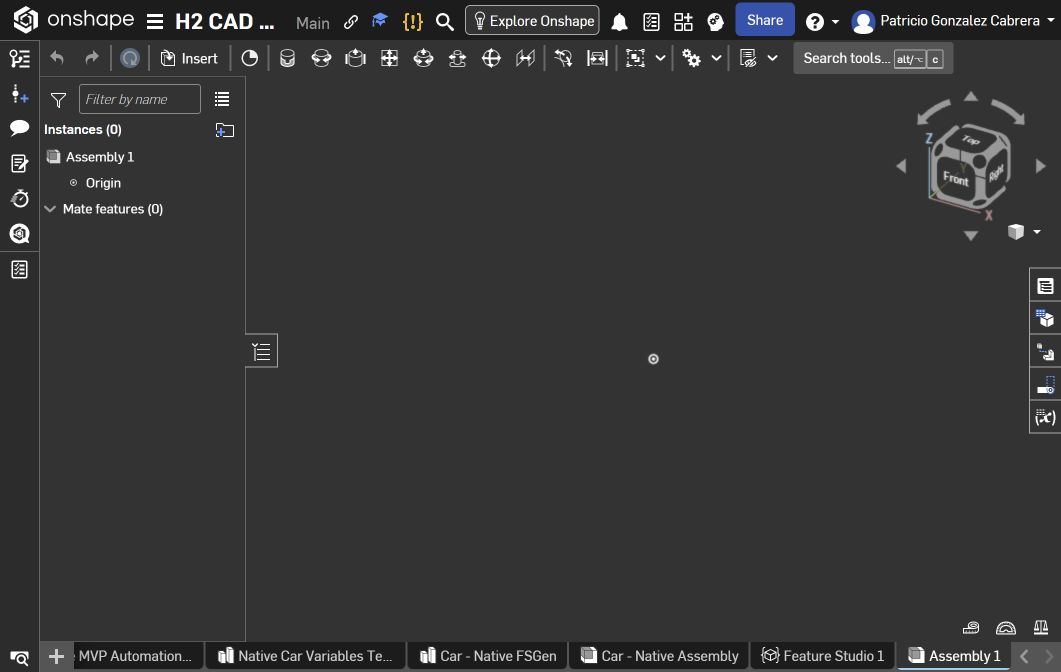 onshape H2 CAD ... Main Explore Onshape Share Patricio Gonzalez Cabrera
Insert Search tools... alt/⌥ c
Filter by name
Instances (0)
Assembly 1
Origin
Mate features (0)
Z
Top
Y
Front
Right
X
(x)
MVP Automation... Native Car Variables Te... Car - Native FSGen Car - Native Assembly Feature Studio 1 Assembly 1